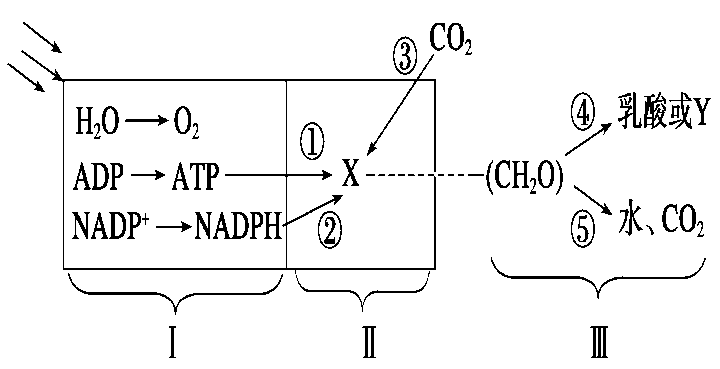 ③ CO₂
H₂O → O₂ ④ 乳酸或Y
ADP → ATP ① X (CH₂O)
NADP⁺ → NADPH ② ⑤ 水、CO₂
Ⅰ Ⅱ Ⅲ